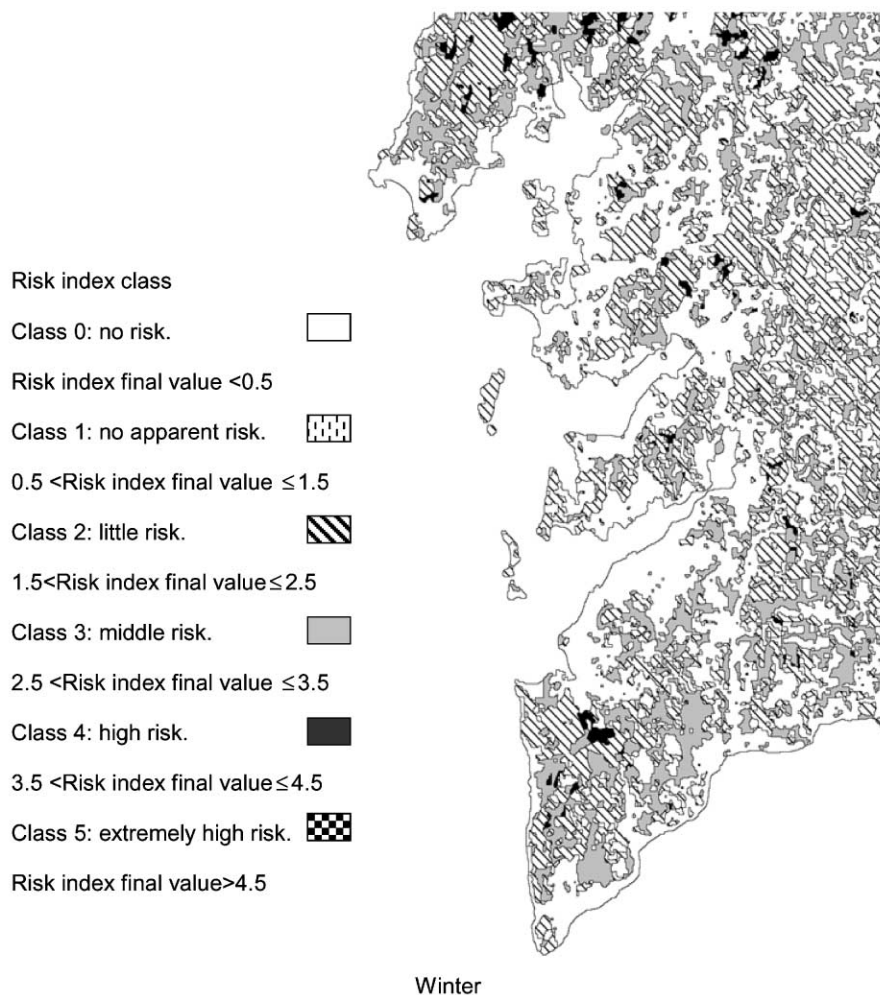 Risk index class
Class 0: no risk.
Risk index final value <0.5
Class 1: no apparent risk.
0.5 <Risk index final value ≤1.5
Class 2: little risk.
1.5<Risk index final value≤2.5
Class 3: middle risk.
2.5 <Risk index final value ≤3.5
Class 4: high risk.
3.5 <Risk index final value≤4.5
Class 5: extremely high risk.
Risk index final value>4.5
Winter